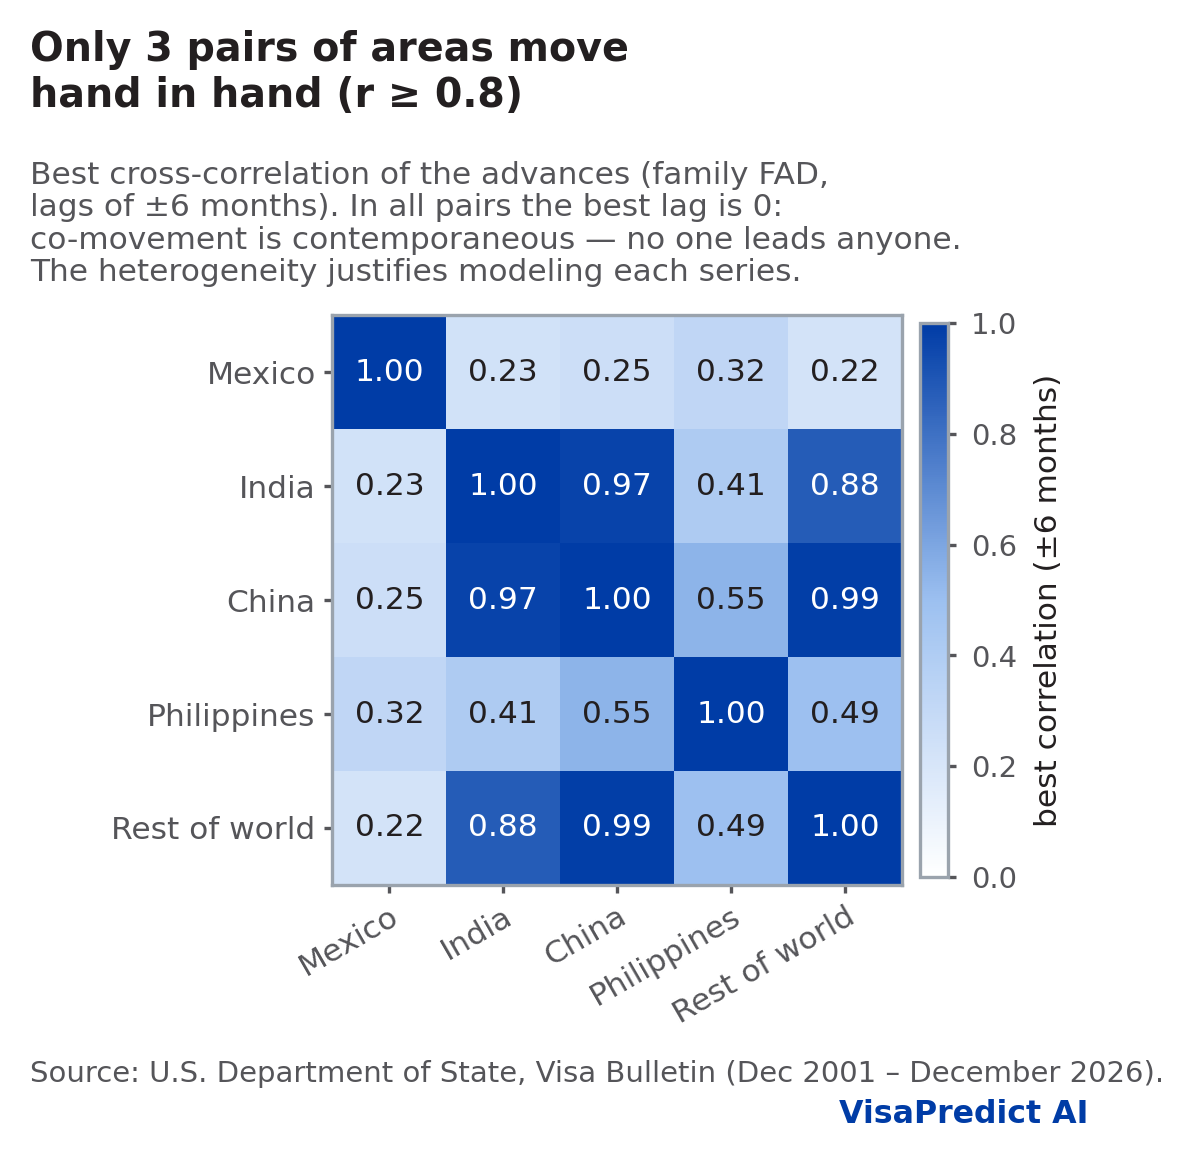 Only 3 pairs of areas move
hand in hand (r ≥ 0.8)
Best cross-correlation of the advances (family FAD,
lags of ±6 months). In all pairs the best lag is 0:
co-movement is contemporaneous — no one leads anyone.
The heterogeneity justifies modeling each series.
Mexico 1.00 0.23 0.25 0.32 0.22
India 0.23 1.00 0.97 0.41 0.88
China 0.25 0.97 1.00 0.55 0.99
Philippines 0.32 0.41 0.55 1.00 0.49
Rest of world 0.22 0.88 0.99 0.49 1.00
Mexico India China Philippines Rest of world
1.0
0.8
0.6
0.4
0.2
0.0
best correlation (±6 months)
Source: U.S. Department of State, Visa Bulletin (Dec 2001 – December 2026).
VisaPredict AI